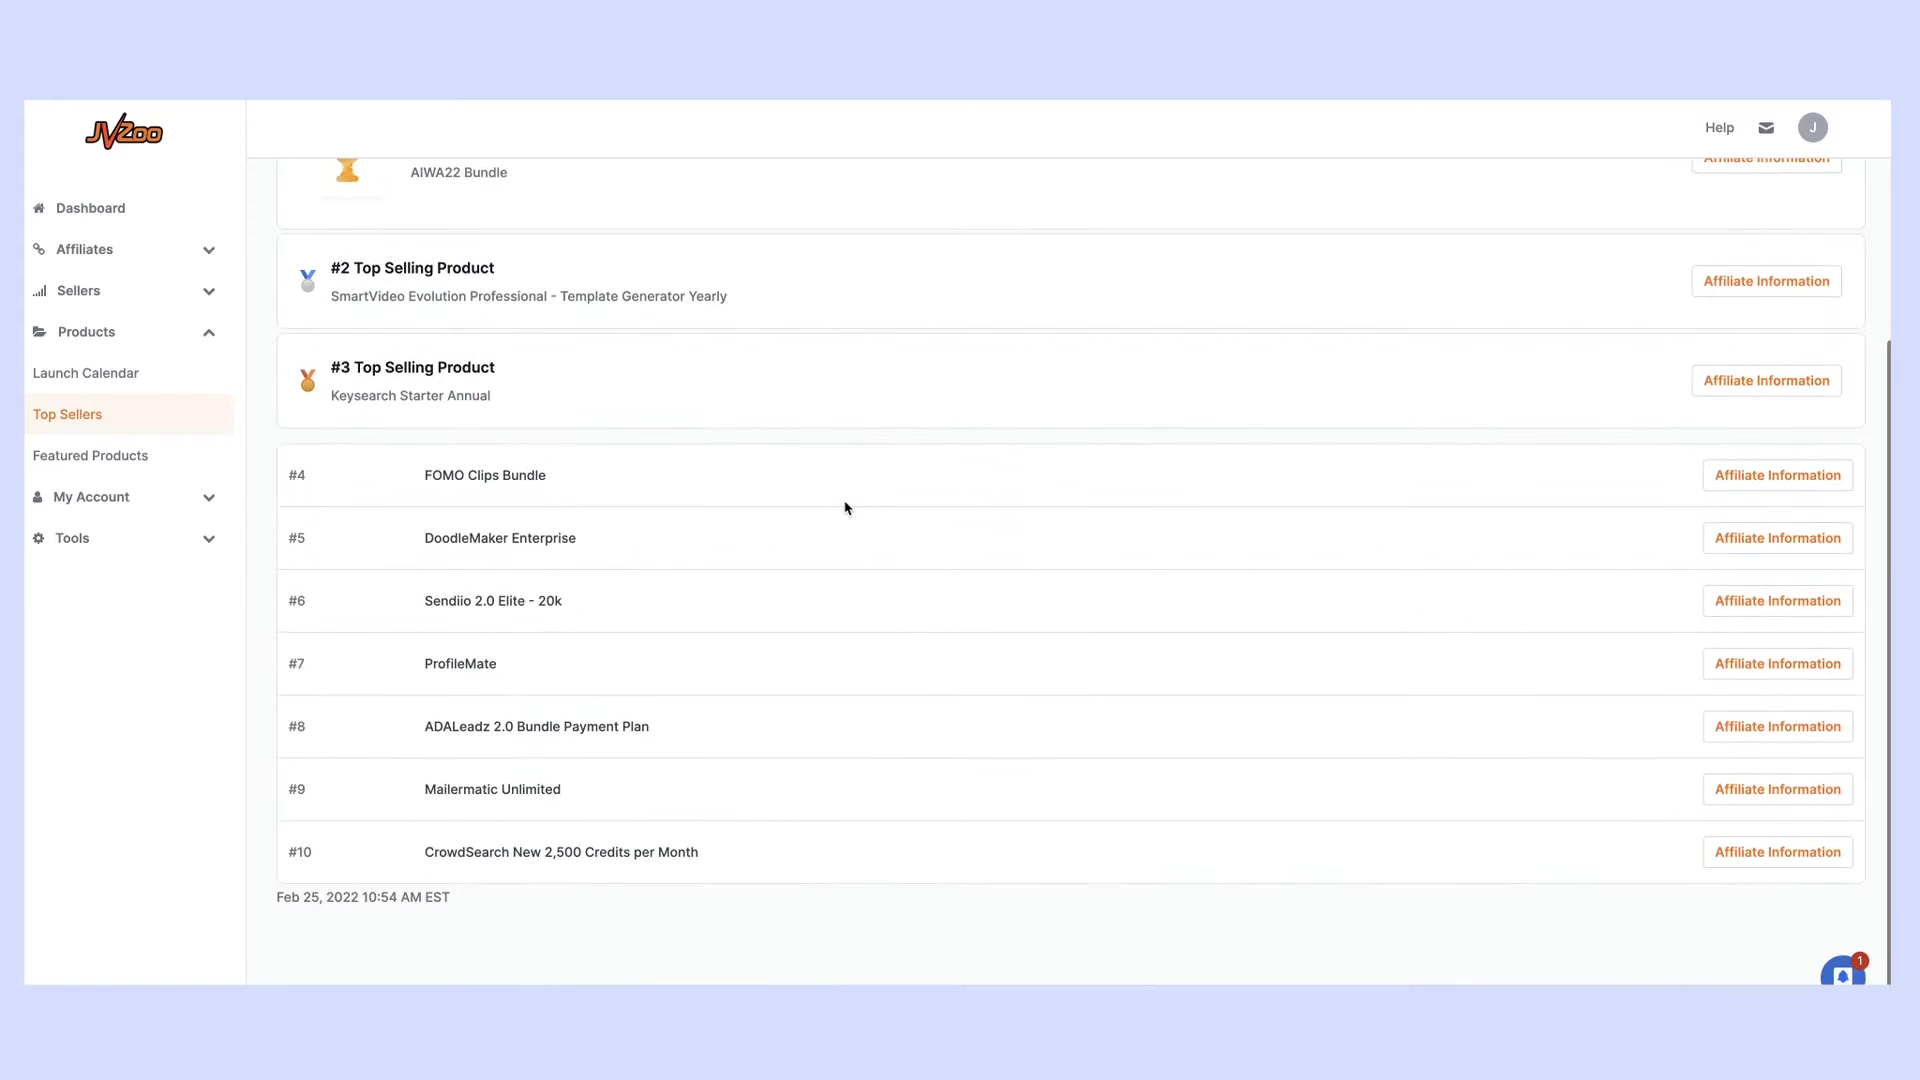 JVZoo
Help
J
Dashboard
Affiliates
Sellers
Products
Launch Calendar
Top Sellers
Featured Products
My Account
Tools
AIWA22 Bundle
Affiliate Information
#2 Top Selling Product
SmartVideo Evolution Professional - Template Generator Yearly
Affiliate Information
#3 Top Selling Product
Keysearch Starter Annual
Affiliate Information
#4 FOMO Clips Bundle Affiliate Information
#5 DoodleMaker Enterprise Affiliate Information
#6 Sendiio 2.0 Elite - 20k Affiliate Information
#7 ProfileMate Affiliate Information
#8 ADALeadz 2.0 Bundle Payment Plan Affiliate Information
#9 Mailermatic Unlimited Affiliate Information
#10 CrowdSearch New 2,500 Credits per Month Affiliate Information
Feb 25, 2022 10:54 AM EST
1